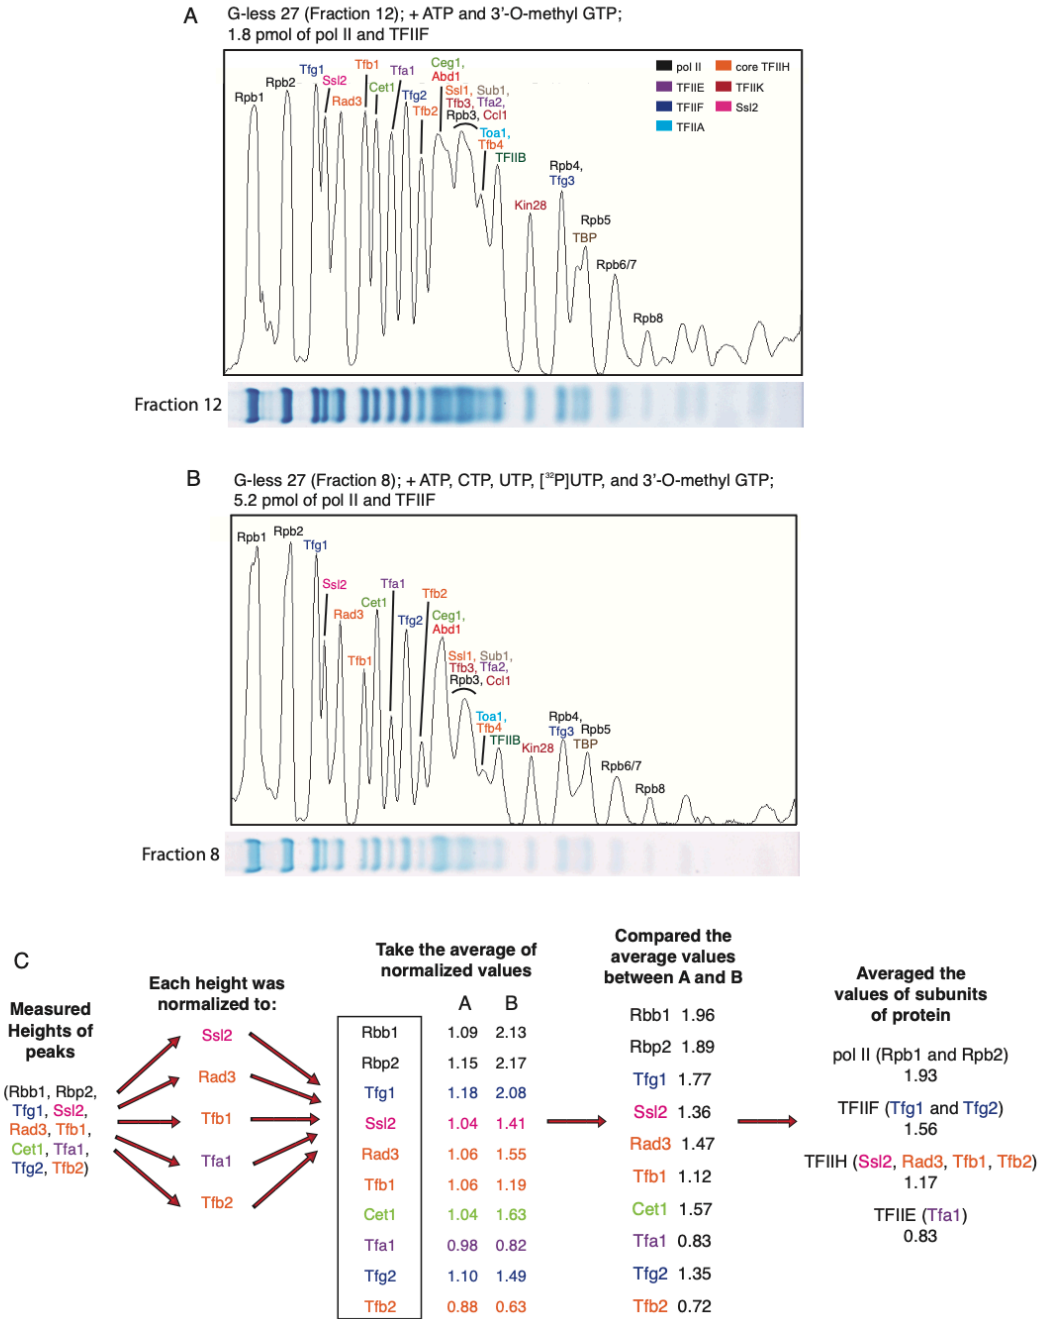 A
G-less 27 (Fraction 12); + ATP and 3'-O-methyl GTP;
1.8 pmol of pol II and TFIIF
Rpb1
Rpb2
Tfg1
Ssl2
Rad3
Tfb1
Cet1
Tfa1
Tfg2
Tfb2
Ceg1,
Abd1
Ssl1, Sub1,
Tfb3, Tfa2,
Rpb3, Ccl1
Toa1,
Tfb4
TFIIB
Kin28
Rpb4,
Tfg3
Rpb5
TBP
Rpb6/7
Rpb8
pol II
core TFIIH
TFIIE
TFIIK
TFIIF
Ssl2
TFIIA
Fraction 12
B
G-less 27 (Fraction 8); + ATP, CTP, UTP, [32P]UTP, and 3'-O-methyl GTP;
5.2 pmol of pol II and TFIIF
Rpb1
Rpb2
Tfg1
Ssl2
Rad3
Tfb1
Cet1
Tfa1
Tfg2
Tfb2
Ceg1,
Abd1
Ssl1, Sub1,
Tfb3, Tfa2,
Rpb3, Ccl1
Toa1,
Tfb4
TFIIB
Kin28
Rpb4,
Tfg3
Rpb5
TBP
Rpb6/7
Rpb8
Fraction 8
C
Measured
Heights of
peaks
(Rbb1, Rbp2,
Tfg1, Ssl2,
Rad3, Tfb1,
Cet1, Tfa1,
Tfg2, Tfb2)
Each height was
normalized to:
Ssl2
Rad3
Tfb1
Tfa1
Tfb2
Take the average of
normalized values
A B
Rbb1 1.09 2.13
Rbp2 1.15 2.17
Tfg1 1.18 2.08
Ssl2 1.04 1.41
Rad3 1.06 1.55
Tfb1 1.06 1.19
Cet1 1.04 1.63
Tfa1 0.98 0.82
Tfg2 1.10 1.49
Tfb2 0.88 0.63
Compared the
average values
between A and B
Rbb1 1.96
Rbp2 1.89
Tfg1 1.77
Ssl2 1.36
Rad3 1.47
Tfb1 1.12
Cet1 1.57
Tfa1 0.83
Tfg2 1.35
Tfb2 0.72
Averaged the
values of subunits
of protein
pol II (Rpb1 and Rpb2)
1.93
TFIIF (Tfg1 and Tfg2)
1.56
TFIIH (Ssl2, Rad3, Tfb1, Tfb2)
1.17
TFIIE (Tfa1)
0.83